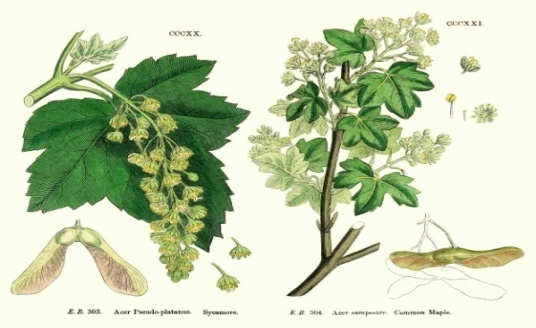 CCCXX.
CCCXXI.
E. B. 303. Acer Pseudo-platanus. Sycamore.
E. B. 304. Acer campestre. Common Maple.